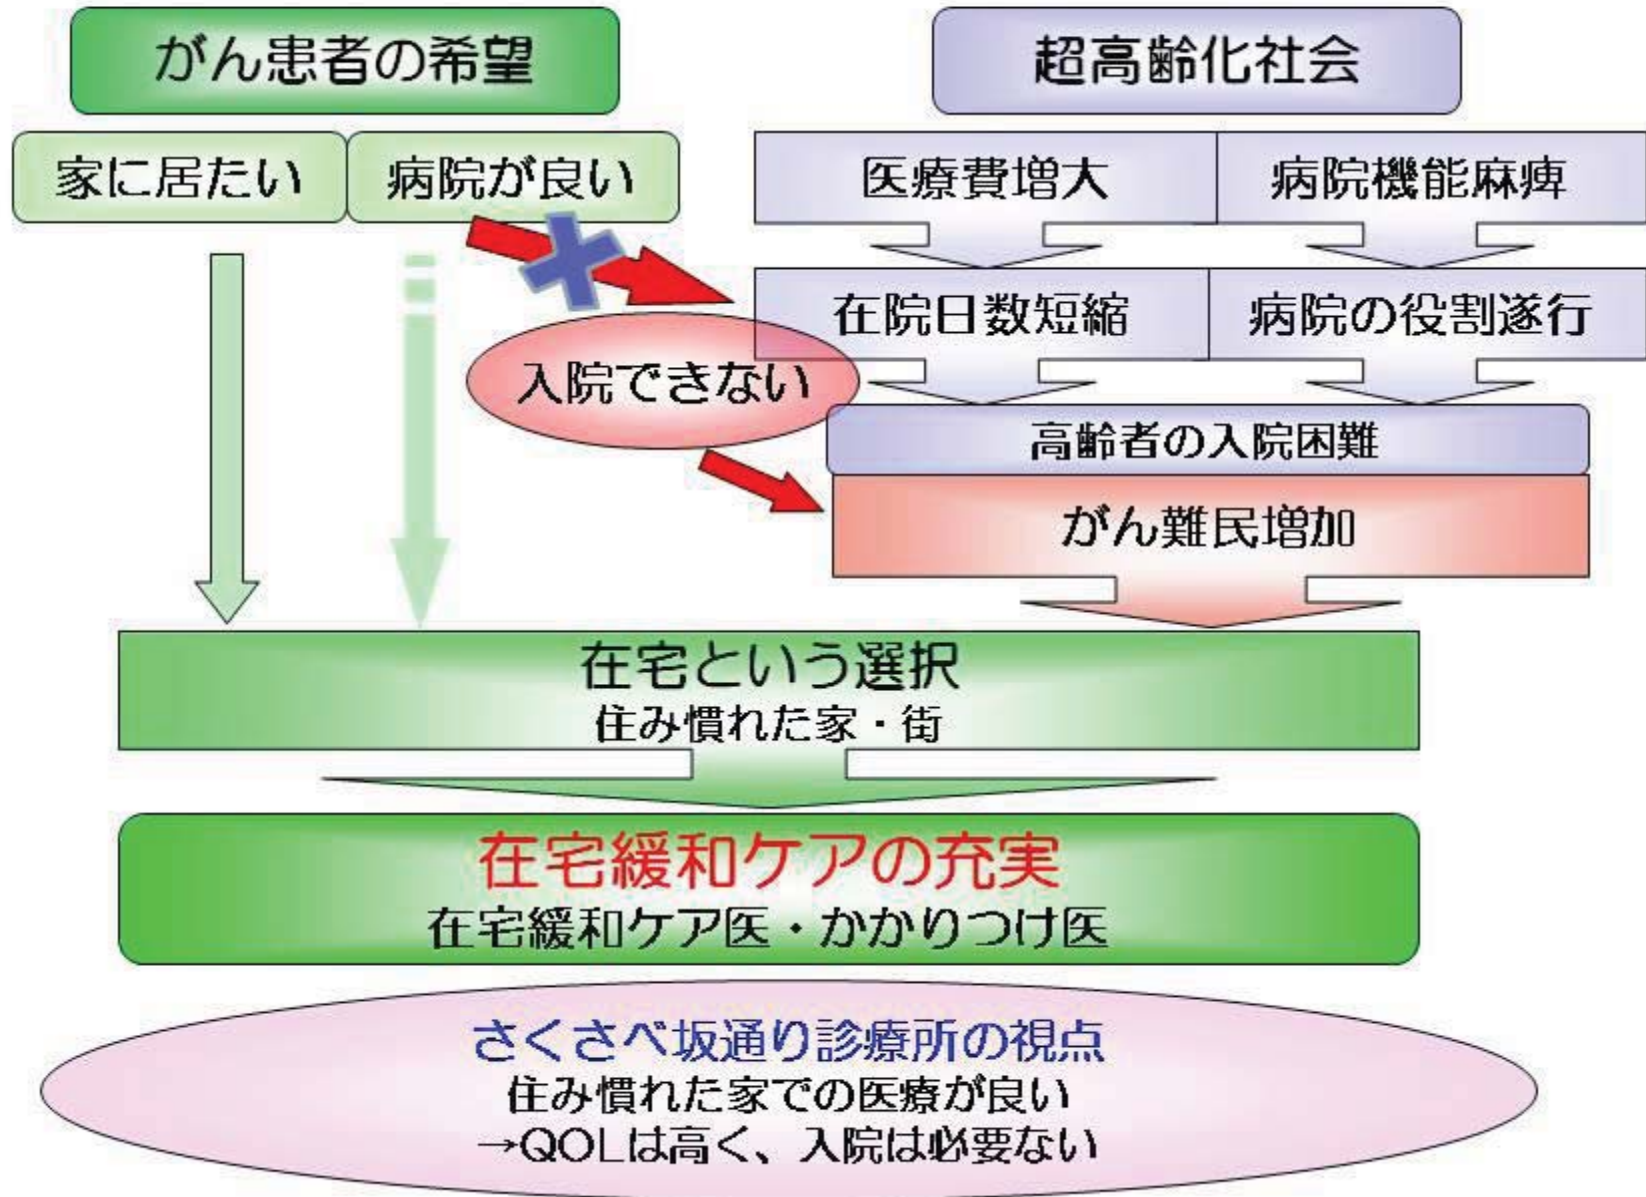 がん患者の希望
超高齢化社会
家に居たい
病院が良い
医療費増大
病院機能麻痺
在院日数短縮
病院の役割遂行
入院できない
高齢者の入院困難
がん難民増加
在宅という選択
住み慣れた家・街
在宅緩和ケアの充実
在宅緩和ケア医・かかりつけ医
さくさべ坂通り診療所の視点
住み慣れた家での医療が良い
→QOLは高く、入院は必要ない